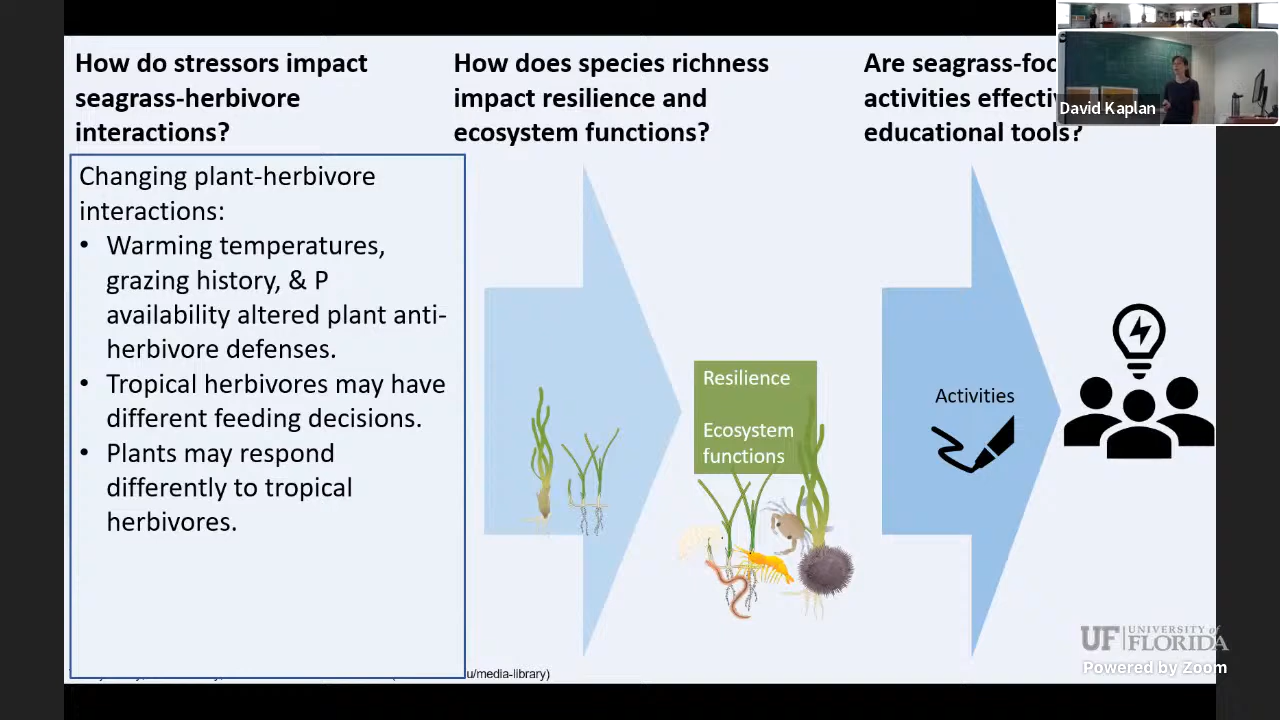 How do stressors impact
seagrass-herbivore
interactions?
Changing plant-herbivore
interactions:
• Warming temperatures,
grazing history, & P
availability altered plant anti-
herbivore defenses.
• Tropical herbivores may have
different feeding decisions.
• Plants may respond
differently to tropical
herbivores.
How does species richness
impact resilience and
ecosystem functions?
Resilience
Ecosystem
functions
Are seagrass-foc
activities effecti
educational tools?
Activities
David Kaplan
u/media-library)
UF UNIVERSITY of
FLORIDA
Powered by Zoom